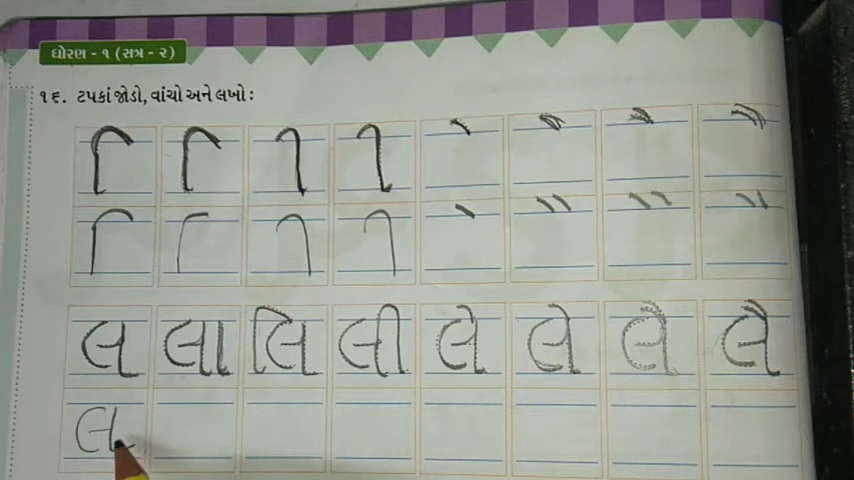 ધોરણ - ૧ (સત્ર - ૨)
૧૬. ટપકાં જોડો, વાંચો અને લખો :
િ િ ી ી ે ે ૈ ૈ
િ િ ી ી ે ૈ ૈ ૈ
લ લા લિ લી લે લે લૈ લૈ
લ